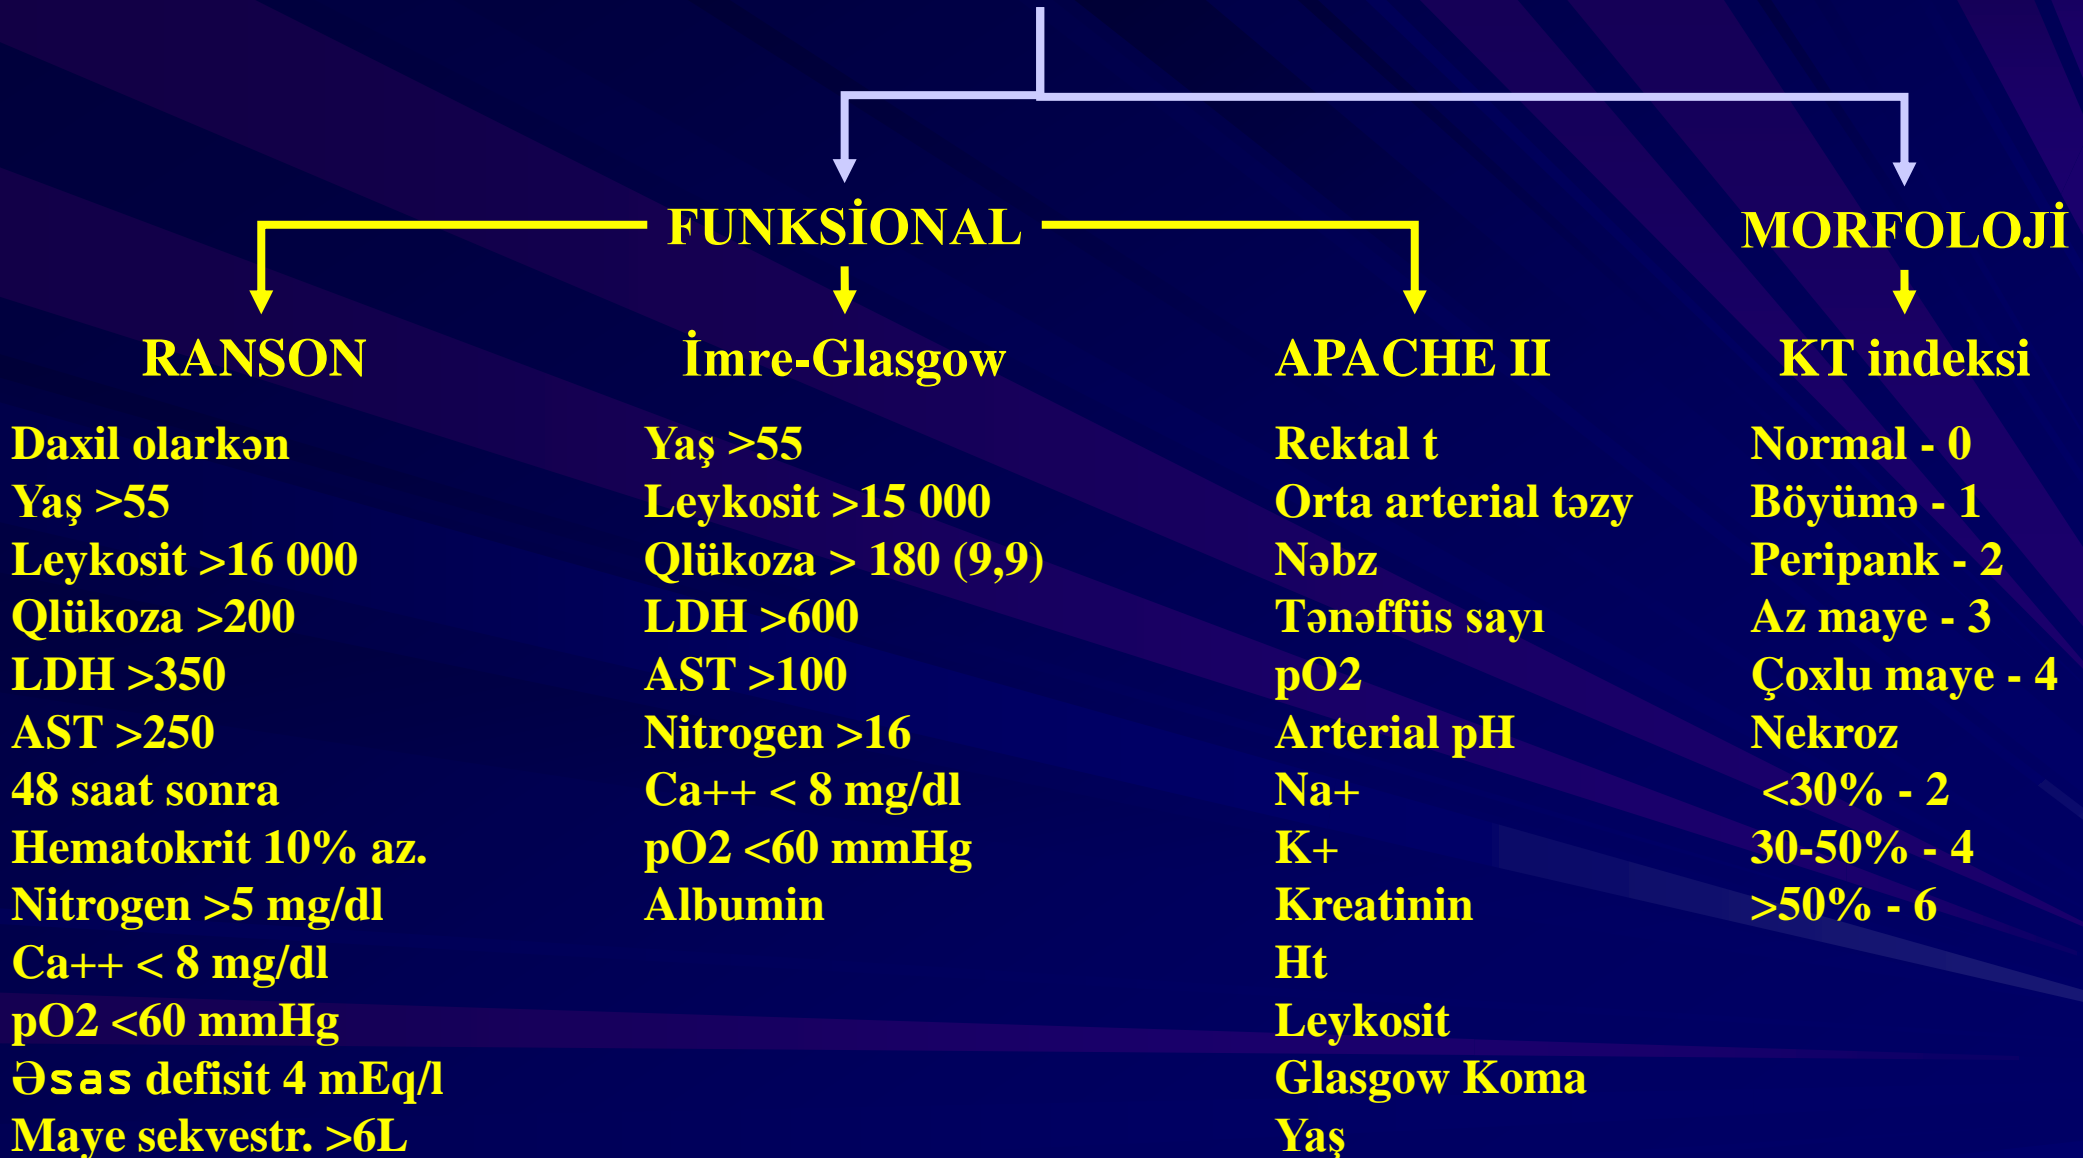 FUNKSİONAL
MORFOLOJİ
RANSON
Daxil olarkən
Yaş >55
Leykosit >16 000
Qlükoza >200
LDH >350
AST >250
48 saat sonra
Hematokrit 10% az.
Nitrogen >5 mg/dl
Ca++ < 8 mg/dl
pO2 <60 mmHg
Əsas defisit 4 mEq/l
Maye sekvestr. >6L
İmre-Glasgow
Yaş >55
Leykosit >15 000
Qlükoza > 180 (9,9)
LDH >600
AST >100
Nitrogen >16
Ca++ < 8 mg/dl
pO2 <60 mmHg
Albumin
APACHE II
Rektal t
Orta arterial təzy
Nəbz
Tənəffüs sayı
pO2
Arterial pH
Na+
K+
Kreatinin
Ht
Leykosit
Glasgow Koma
Yaş
KT indeksi
Normal - 0
Böyümə - 1
Peripank - 2
Az maye - 3
Çoxlu maye - 4
Nekroz
<30% - 2
30-50% - 4
>50% - 6